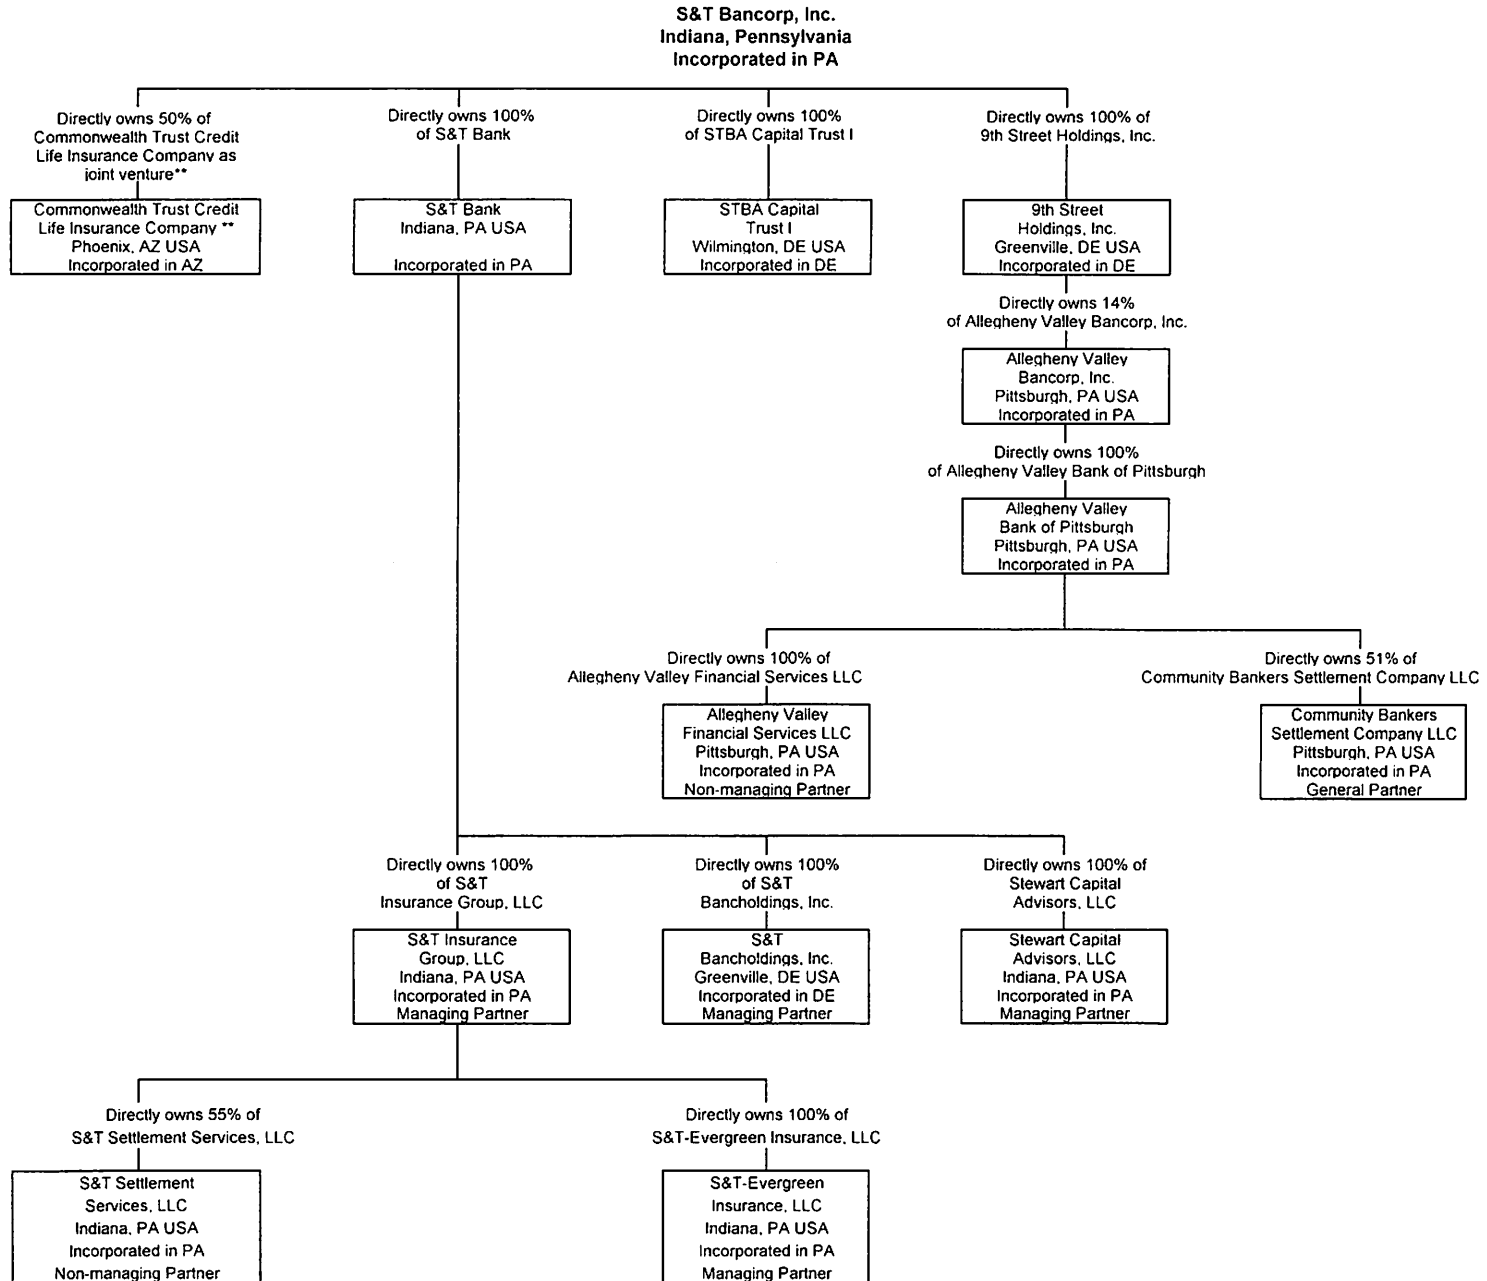 S&T Bancorp, Inc.
Indiana, Pennsylvania
Incorporated in PA
Directly owns 50% of
Commonwealth Trust Credit
Life Insurance Company as
joint venture**
Directly owns 100%
of S&T Bank
Directly owns 100%
of STBA Capital Trust I
Directly owns 100% of
9th Street Holdings, Inc.
Commonwealth Trust Credit
Life Insurance Company **
Phoenix, AZ USA
Incorporated in AZ
S&T Bank
Indiana, PA USA
Incorporated in PA
STBA Capital
Trust I
Wilmington, DE USA
Incorporated in DE
9th Street
Holdings, Inc.
Greenville, DE USA
Incorporated in DE
Directly owns 14%
of Allegheny Valley Bancorp, Inc.
Allegheny Valley
Bancorp, Inc.
Pittsburgh, PA USA
Incorporated in PA
Directly owns 100%
of Allegheny Valley Bank of Pittsburgh
Allegheny Valley
Bank of Pittsburgh
Pittsburgh, PA USA
Incorporated in PA
Directly owns 100% of
Allegheny Valley Financial Services LLC
Directly owns 51% of
Community Bankers Settlement Company LLC
Allegheny Valley
Financial Services LLC
Pittsburgh, PA USA
Incorporated in PA
Non-managing Partner
Community Bankers
Settlement Company LLC
Pittsburgh, PA USA
Incorporated in PA
General Partner
Directly owns 100%
of S&T
Insurance Group, LLC
Directly owns 100%
of S&T
Bancholdings, Inc.
Directly owns 100% of
Stewart Capital
Advisors, LLC
S&T Insurance
Group, LLC
Indiana, PA USA
Incorporated in PA
Managing Partner
S&T
Bancholdings, Inc.
Greenville, DE USA
Incorporated in DE
Managing Partner
Stewart Capital
Advisors, LLC
Indiana, PA USA
Incorporated in PA
Managing Partner
Directly owns 55% of
S&T Settlement Services, LLC
Directly owns 100% of
S&T-Evergreen Insurance, LLC
S&T Settlement
Services, LLC
Indiana, PA USA
Incorporated in PA
Non-managing Partner
S&T-Evergreen
Insurance, LLC
Indiana, PA USA
Incorporated in PA
Managing Partner